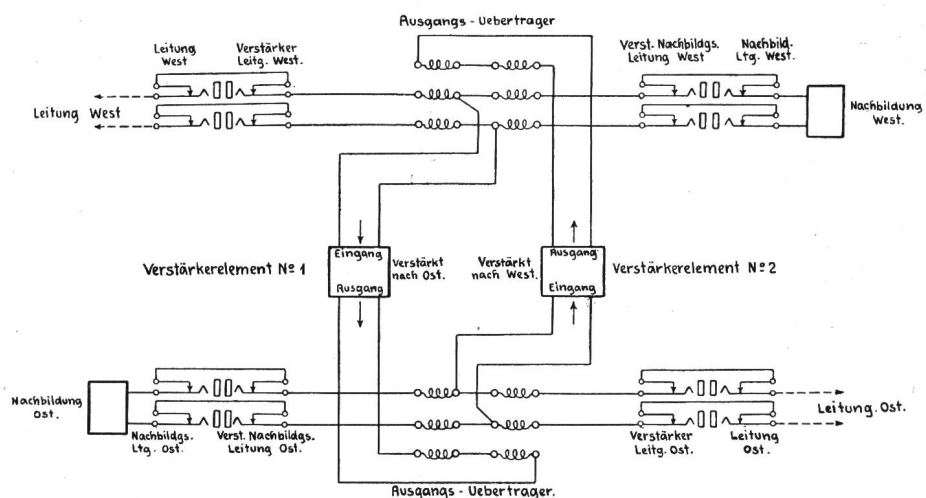 Ausgangs - Uebertrager
Leitung
West
Verstärker
Leitg. West.
Verst. Nachbildgs.
Leitung West
Nachbild.
Ltg. West.
Leitung West
Nachbildung
West.
Verstärkerelement No 1
Eingang
Ausgang
Verstärkt
nach Ost.
Verstärkt
nach West.
Ausgang
Eingang
Verstärkerelement No 2
Nachbildung
Ost.
Nachbildgs.
Ltg. Ost.
Verst. Nachbildgs.
Leitung Ost.
Verstärker
Leitg. Ost.
Leitung
Ost.
Leitung. Ost.
Ausgangs - Uebertrager.